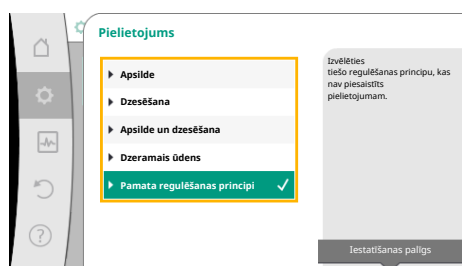 Pielietojums
Apsilde
Dzesēšana
Apsilde un dzesēšana
Dzeramais ūdens
Pamata regulēšanas principi
Izvēlēties
tiešo regulēšanas principu, kas
nav piesaistīts
pielietojumam.
Iestatīšanas palīgs